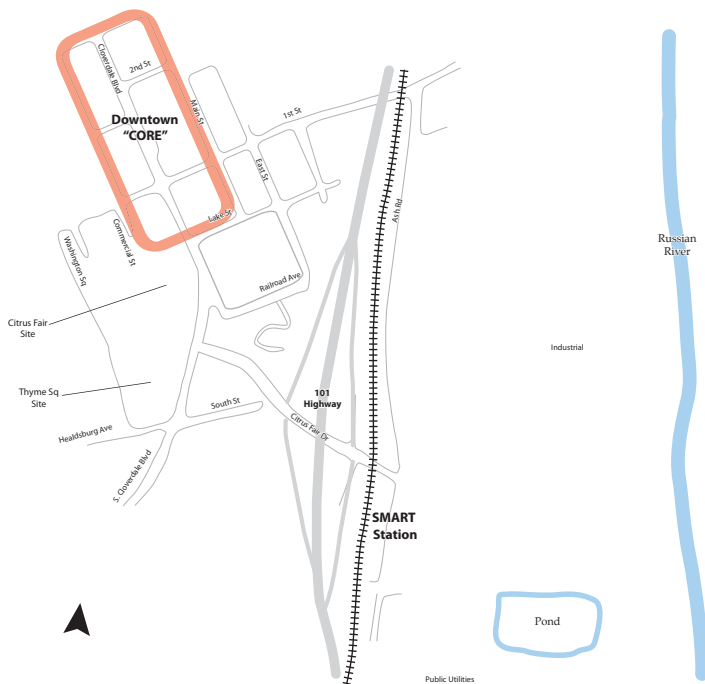 Cloverdale Blvd
2nd St
Main St
Downtown
“CORE”
1st St
East St
Ash Rd
Lake St
Commercial St
Washington Sq
Russian
River
Railroad Ave
Citrus Fair
Site
Industrial
Thyme Sq
Site
101
Highway
South St
Citrus Fair Dr
Healdsburg Ave
S. Cloverdale Blvd
SMART
Station
Pond
Public Utilities